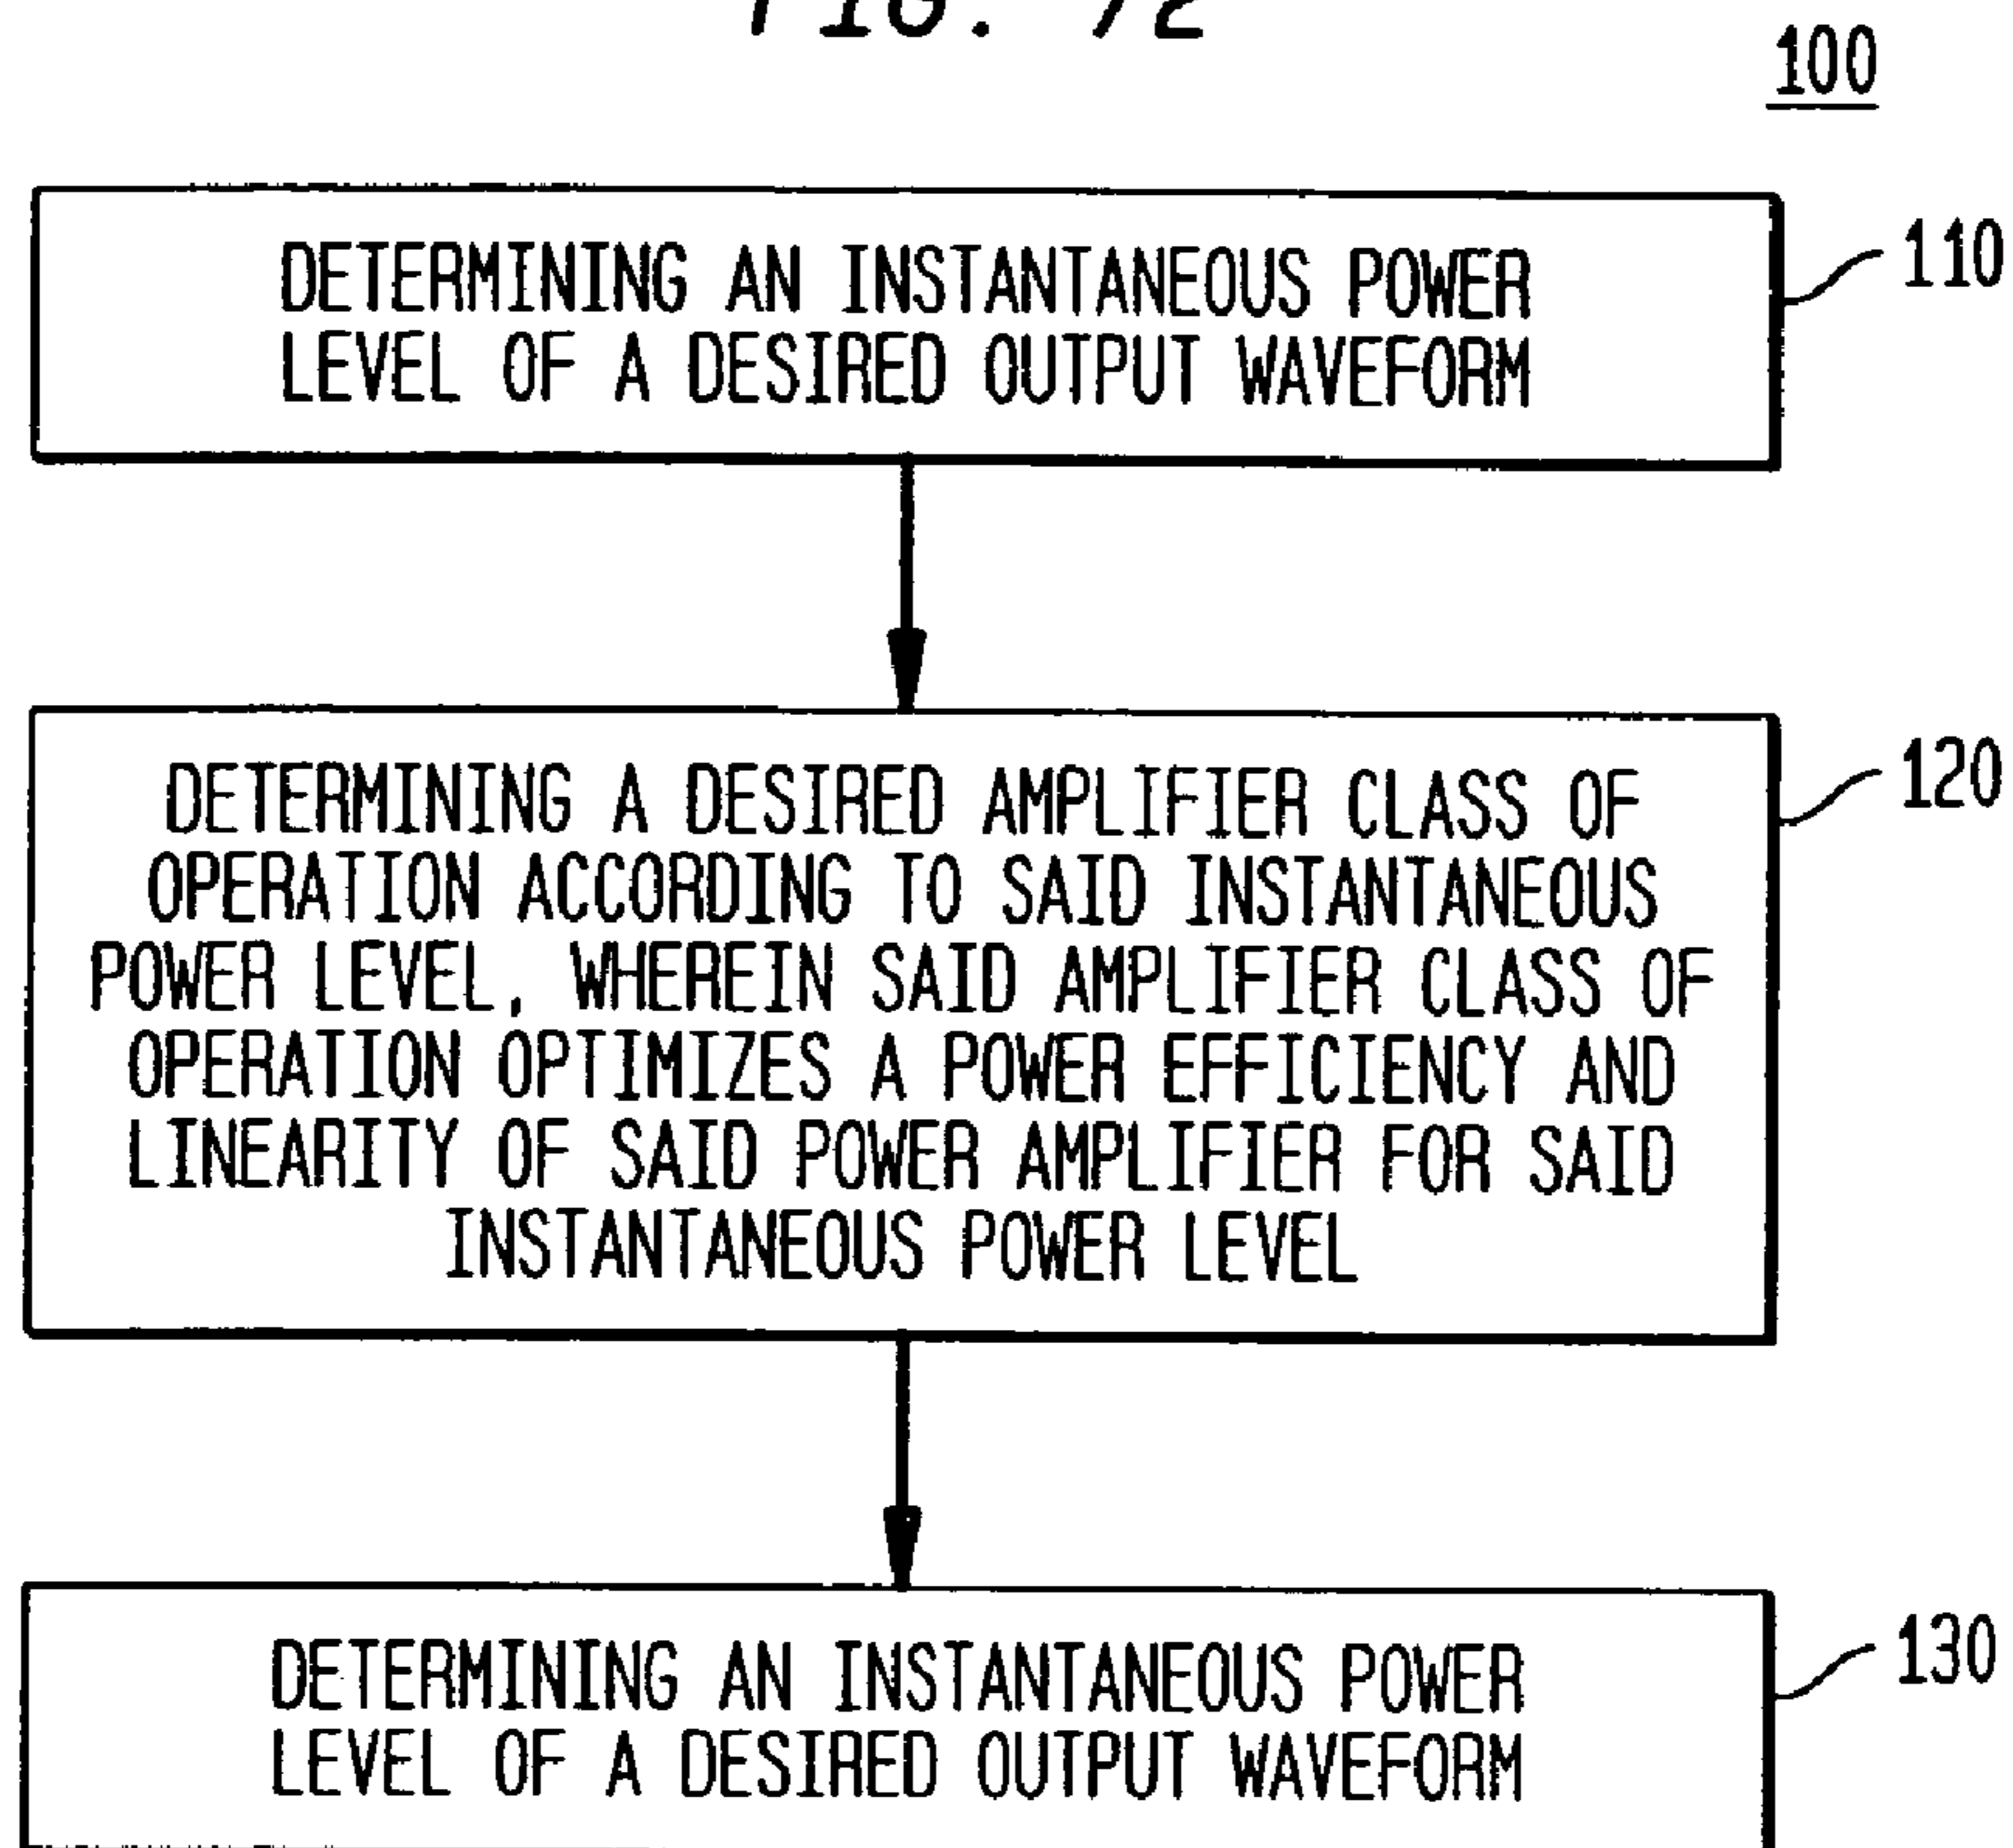 FIG. 72
100
DETERMINING AN INSTANTANEOUS POWER
LEVEL OF A DESIRED OUTPUT WAVEFORM
110
DETERMINING A DESIRED AMPLIFIER CLASS OF
OPERATION ACCORDING TO SAID INSTANTANEOUS
POWER LEVEL, WHEREIN SAID AMPLIFIER CLASS OF
OPERATION OPTIMIZES A POWER EFFICIENCY AND
LINEARITY OF SAID POWER AMPLIFIER FOR SAID
INSTANTANEOUS POWER LEVEL
120
DETERMINING AN INSTANTANEOUS POWER
LEVEL OF A DESIRED OUTPUT WAVEFORM
130